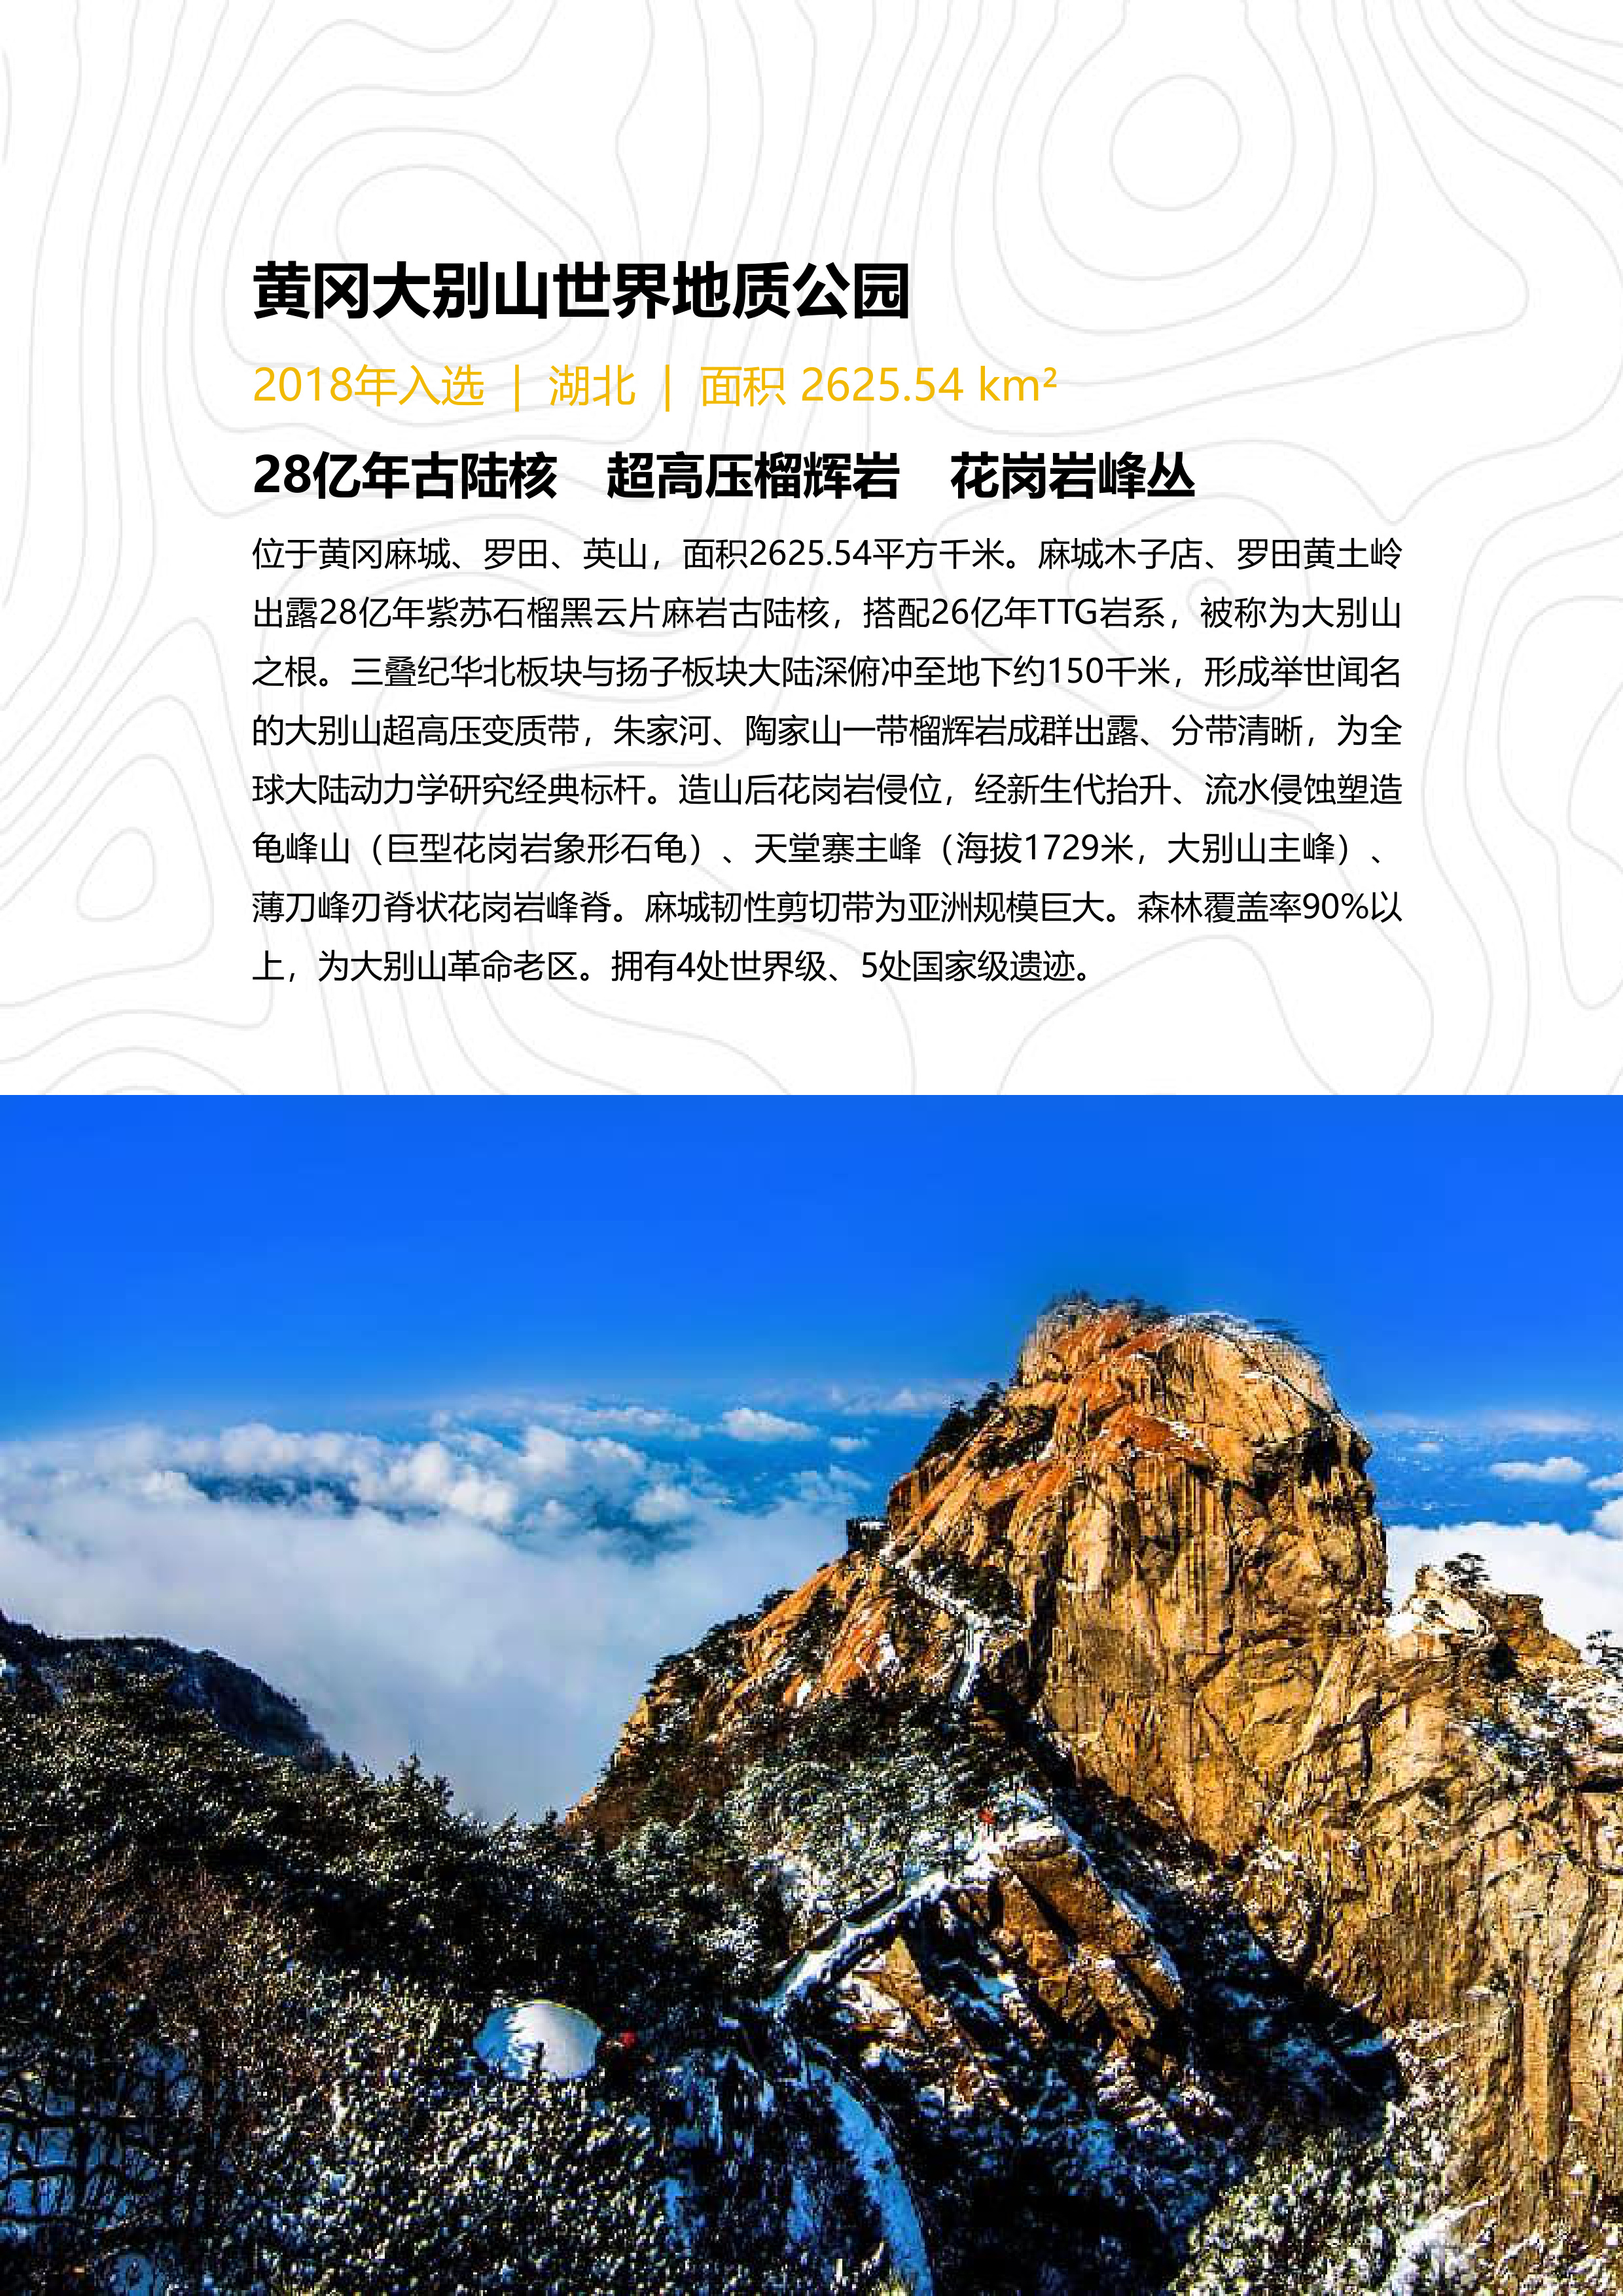 黄冈大别山世界地质公园
2018年入选 | 湖北 | 面积 2625.54 km²
28亿年古陆核　超高压榴辉岩　花岗岩峰丛
位于黄冈麻城、罗田、英山，面积2625.54平方千米。麻城木子店、罗田黄土岭
出露28亿年紫苏石榴黑云片麻岩古陆核，搭配26亿年TTG岩系，被称为大别山
之根。三叠纪华北板块与扬子板块大陆深俯冲至地下约150千米，形成举世闻名
的大别山超高压变质带，朱家河、陶家山一带榴辉岩成群出露、分带清晰，为全
球大陆动力学研究经典标杆。造山后花岗岩侵位，经新生代抬升、流水侵蚀塑造
龟峰山（巨型花岗岩象形石龟）、天堂寨主峰（海拔1729米，大别山主峰）、
薄刀峰刃脊状花岗岩峰脊。麻城韧性剪切带为亚洲规模巨大。森林覆盖率90%以
上，为大别山革命老区。拥有4处世界级、5处国家级遗迹。